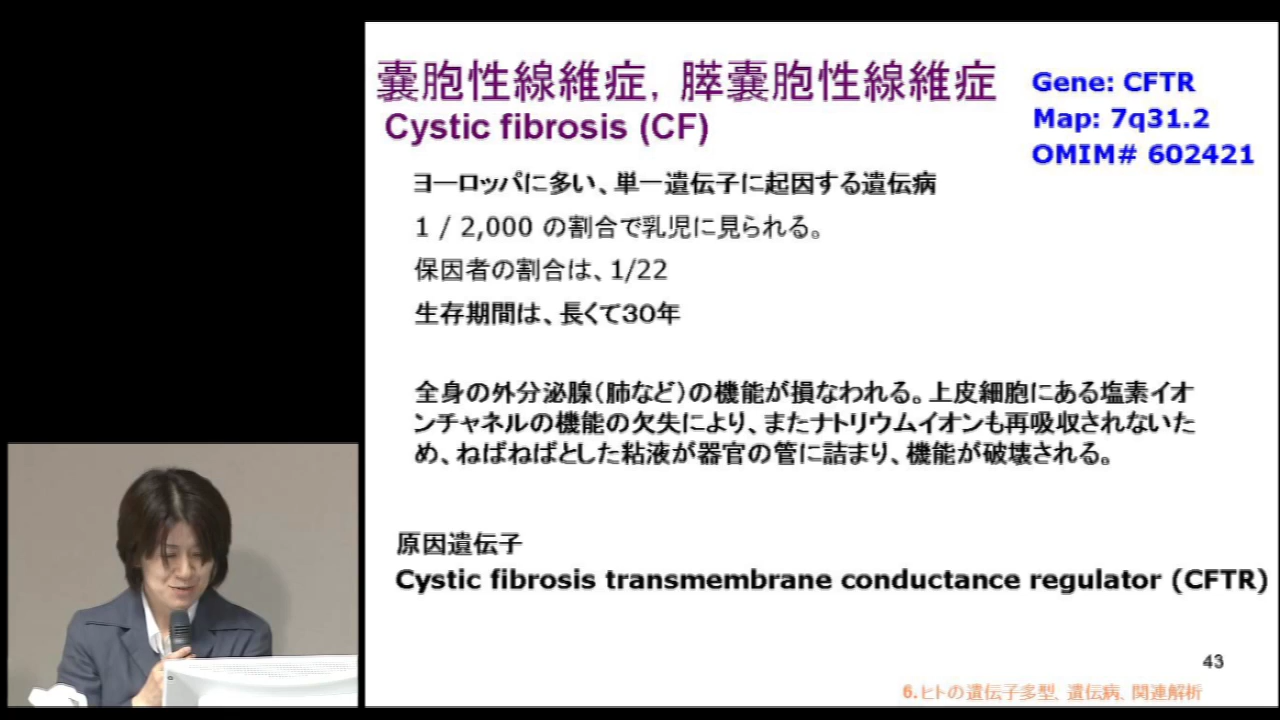 嚢胞性線維症，膵嚢胞性線維症
Cystic fibrosis (CF)
Gene: CFTR
Map: 7q31.2
OMIM# 602421
ヨーロッパに多い、単一遺伝子に起因する遺伝病
1 / 2,000 の割合で乳児に見られる。
保因者の割合は、1/22
生存期間は、長くて30年
全身の外分泌腺（肺など）の機能が損なわれる。上皮細胞にある塩素イオ
ンチャネルの機能の欠失により、またナトリウムイオンも再吸収されないた
め、ねばねばとした粘液が器官の管に詰まり、機能が破壊される。
原因遺伝子
Cystic fibrosis transmembrane conductance regulator (CFTR)
43
6.ヒトの遺伝子多型、遺伝病、関連解析